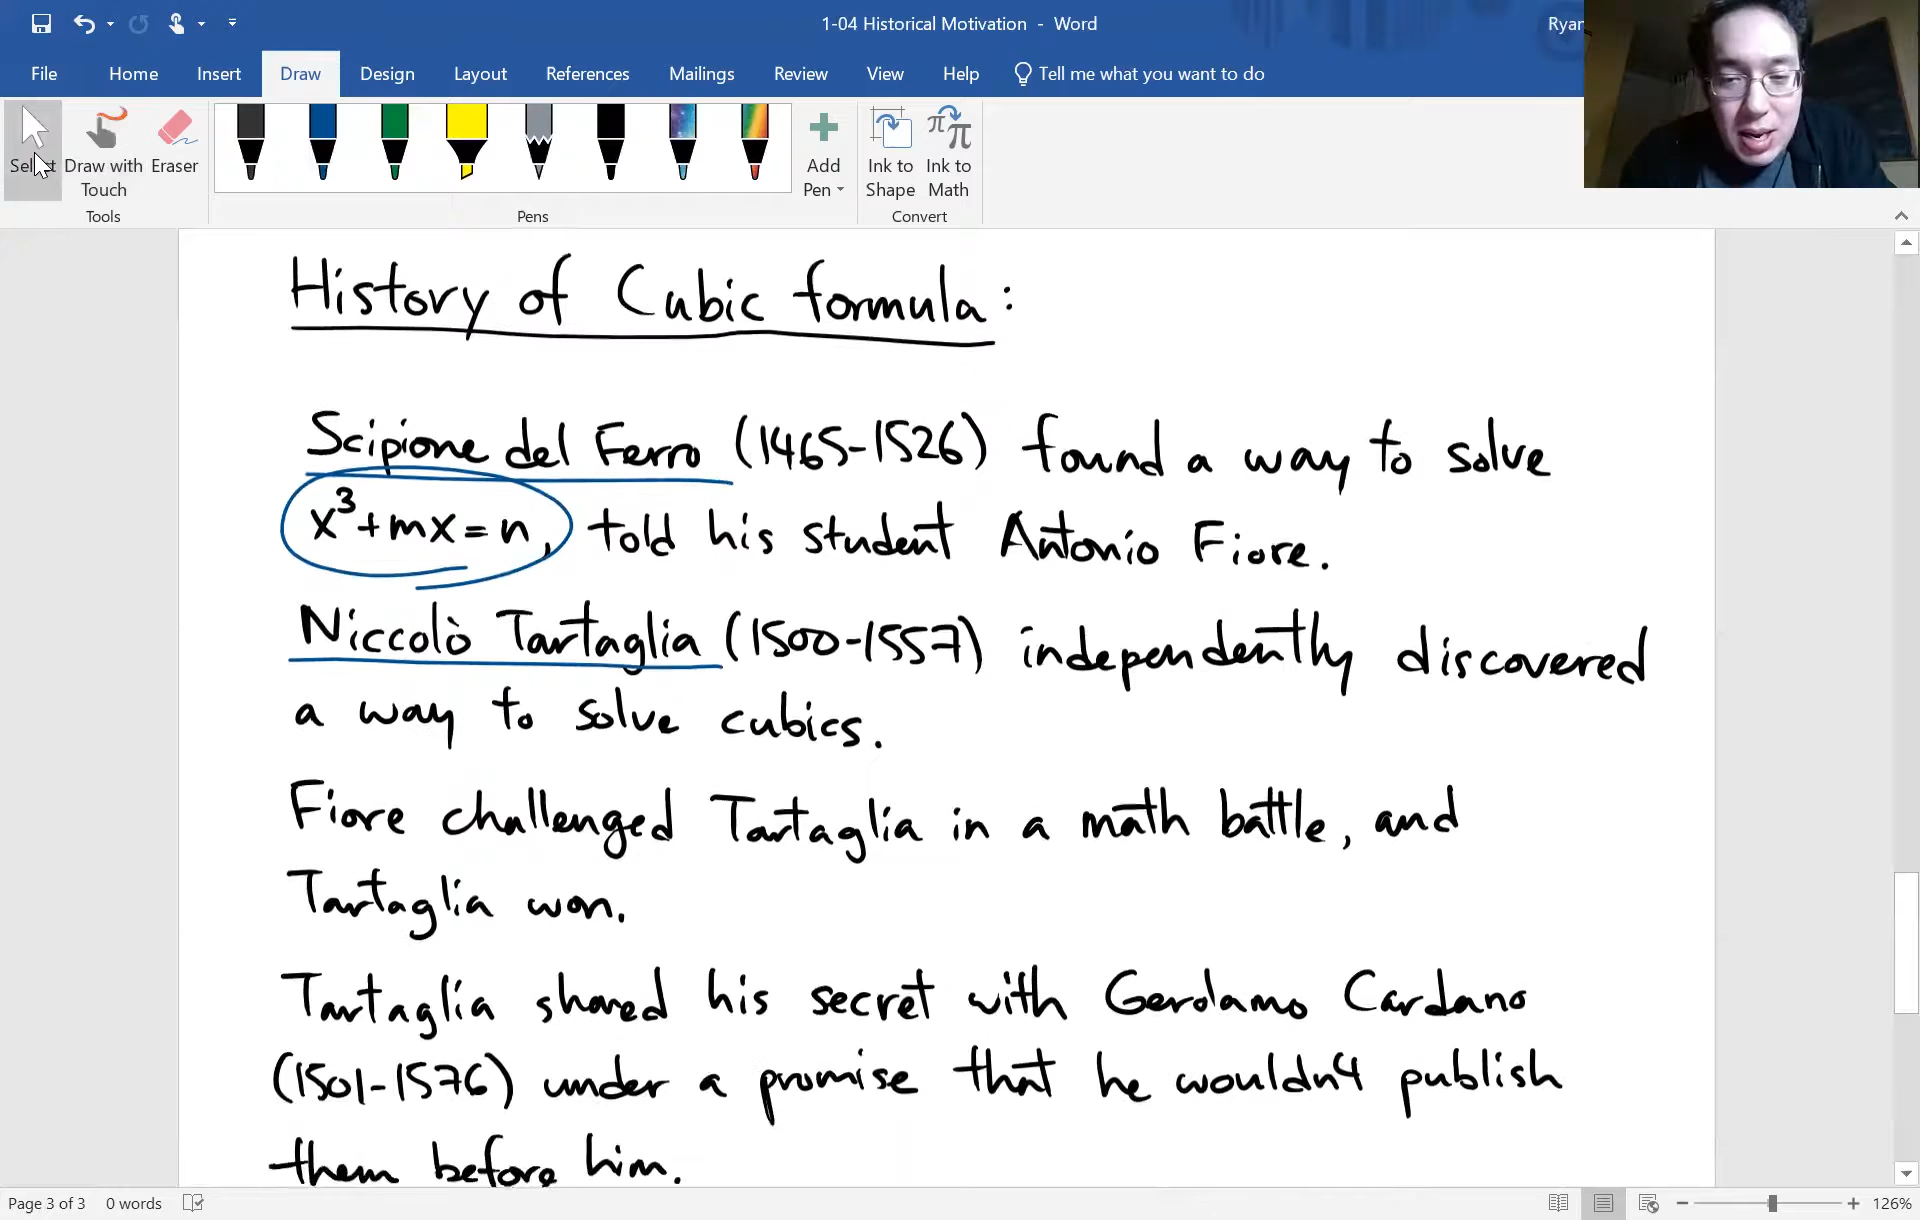 1-04 Historical Motivation - Word
Ryan
File Home Insert Draw Design Layout References Mailings Review View Help Tell me what you want to do
Select Draw with Touch Eraser Add Pen Ink to Shape Ink to Math
Tools Pens Convert
History of Cubic formula:
Scipione del Ferro (1465-1526) found a way to solve
x³+mx=n, told his student Antonio Fiore.
Niccolò Tartaglia (1500-1557) independently discovered
a way to solve cubics.
Fiore challenged Tartaglia in a math battle, and
Tartaglia won.
Tartaglia shared his secret with Gerolamo Cardano
(1501-1576) under a promise that he wouldn4 publish
them before him.
Page 3 of 3 0 words 126%